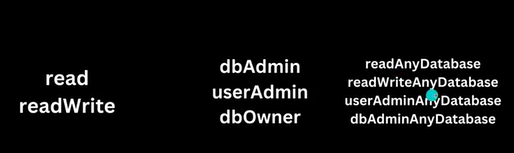 read
readWrite
dbAdmin
userAdmin
dbOwner
readAnyDatabase
readWriteAnyDatabase
userAdminAnyDatabase
dbAdminAnyDatabase